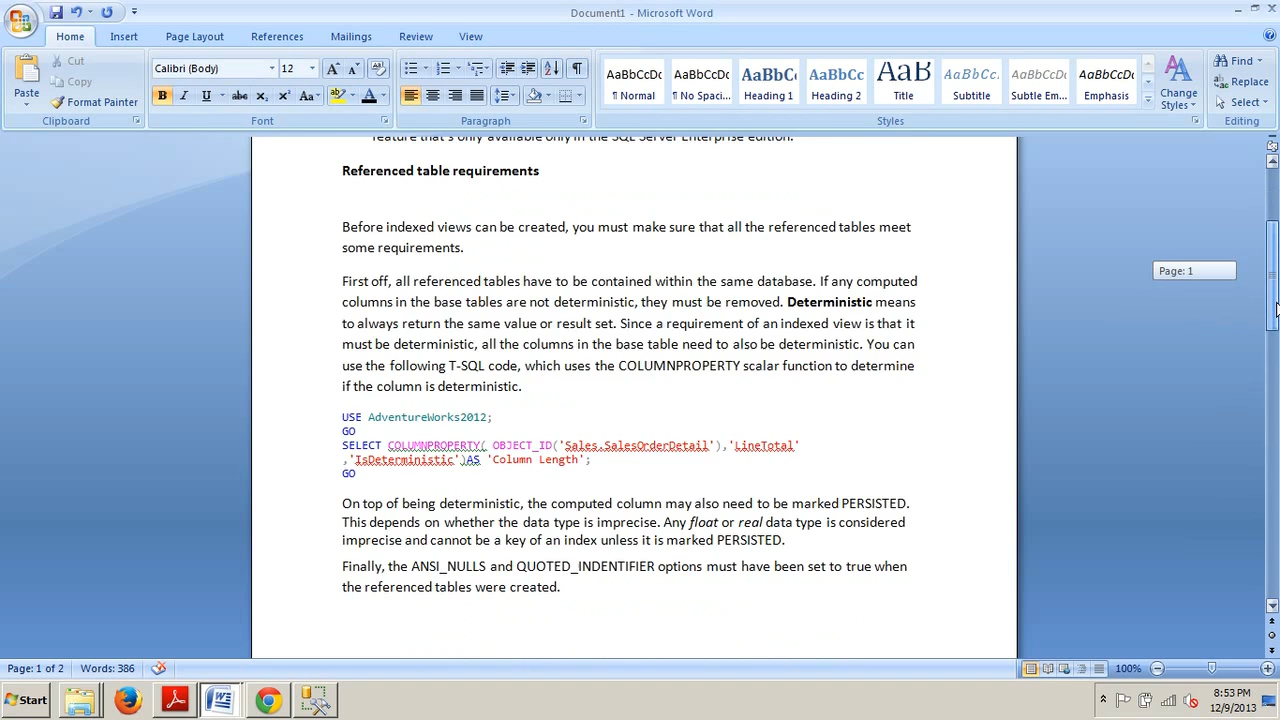 Document1 - Microsoft Word
Home Insert Page Layout References Mailings Review View
Paste
Cut
Copy
Format Painter
Clipboard
Calibri (Body) 12
Font
Paragraph
AaBbCcDc AaBbCcDc AaBbCc AaBbCc AaB AaBbCc. AaBbCcDc AaBbCcDc
¶ Normal ¶ No Spaci... Heading 1 Heading 2 Title Subtitle Subtle Em... Emphasis
Change Styles
Styles
Find
Replace
Select
Editing
feature that's only available only in the SQL Server Enterprise edition.
Referenced table requirements
Before indexed views can be created, you must make sure that all the referenced tables meet
some requirements.
First off, all referenced tables have to be contained within the same database. If any computed
columns in the base tables are not deterministic, they must be removed. Deterministic means
to always return the same value or result set. Since a requirement of an indexed view is that it
must be deterministic, all the columns in the base table need to also be deterministic. You can
use the following T-SQL code, which uses the COLUMNPROPERTY scalar function to determine
if the column is deterministic.
USE AdventureWorks2012;
GO
SELECT COLUMNPROPERTY( OBJECT_ID('Sales.SalesOrderDetail'),'LineTotal'
,'IsDeterministic')AS 'Column Length';
GO
On top of being deterministic, the computed column may also need to be marked PERSISTED.
This depends on whether the data type is imprecise. Any float or real data type is considered
imprecise and cannot be a key of an index unless it is marked PERSISTED.
Finally, the ANSI_NULLS and QUOTED_INDENTIFIER options must have been set to true when
the referenced tables were created.
Page: 1
Page: 1 of 2 Words: 386 100%
Start 8:53 PM
12/9/2013